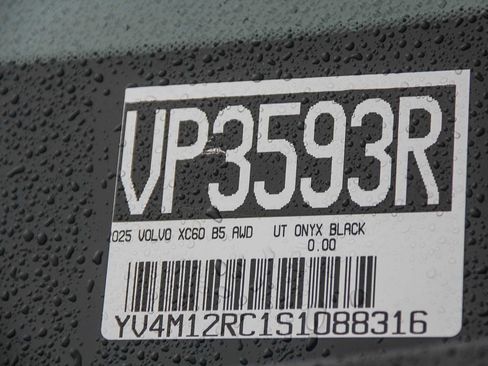 VP3593R
025 VOLVO XC60 B5 AWD UT ONYX BLACK
0.00
YV4M12RC1S1088316